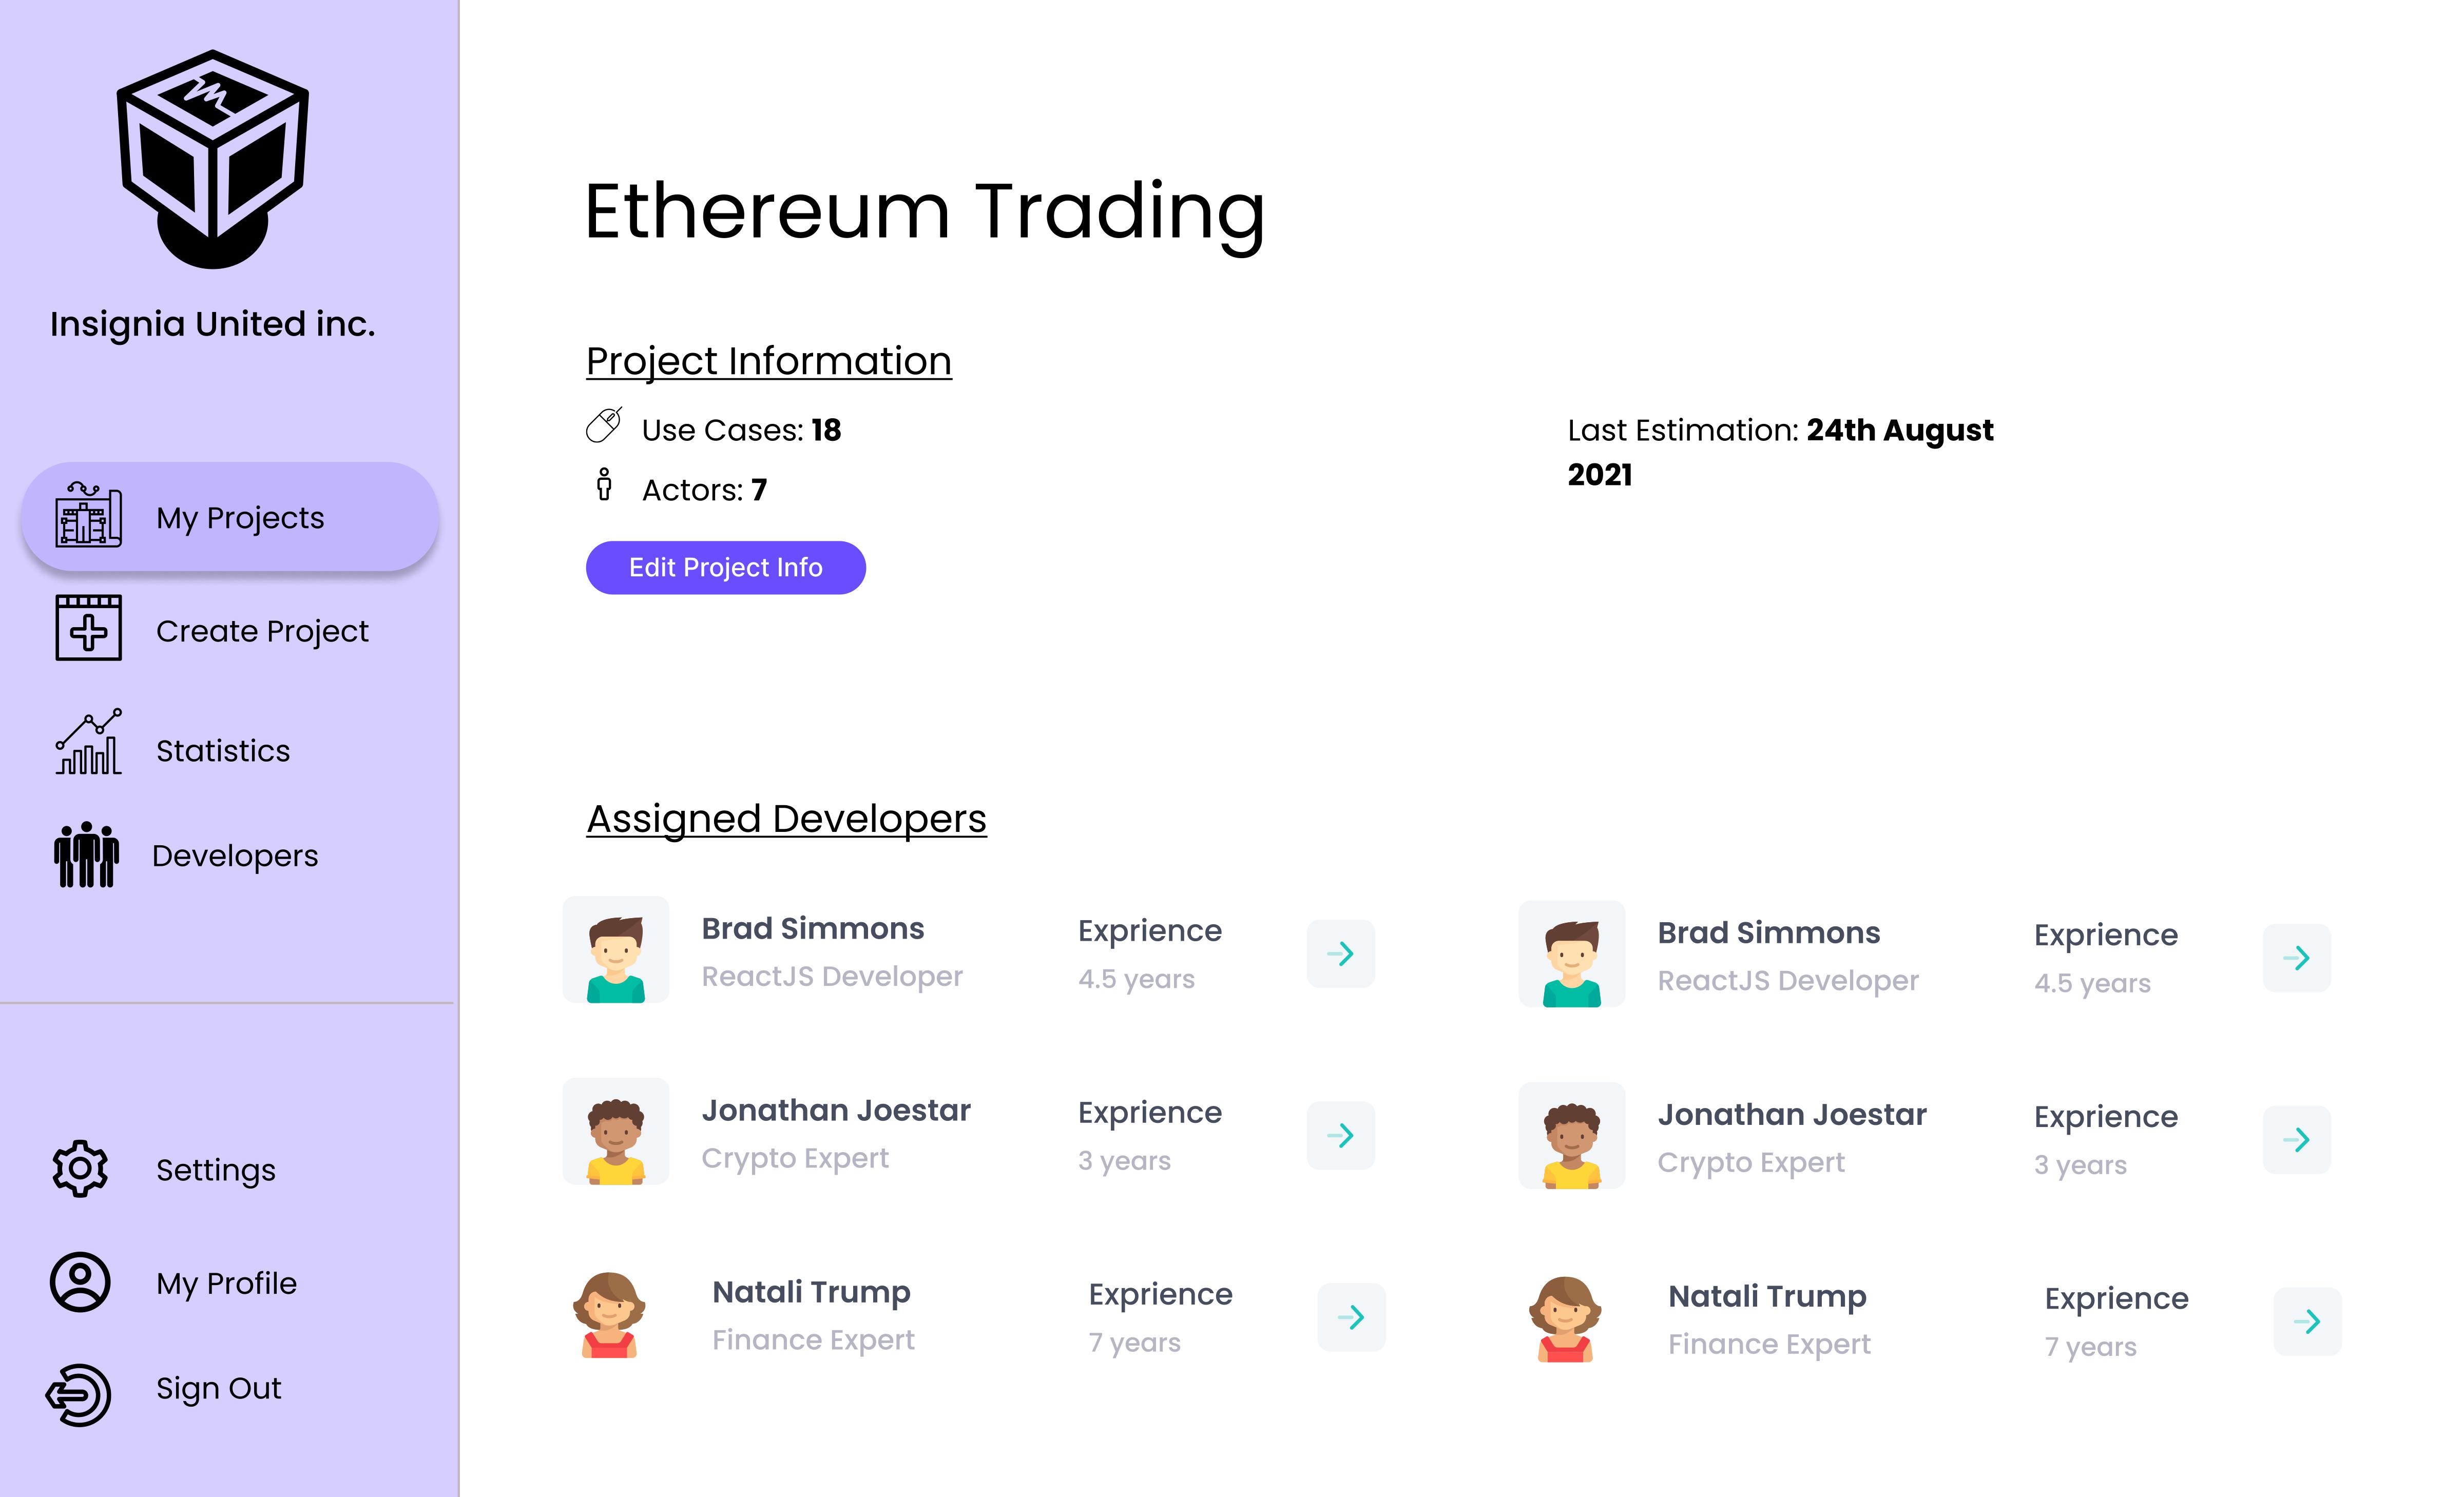 Insignia United inc.
My Projects
Create Project
Statistics
Developers
Settings
My Profile
Sign Out
Ethereum Trading
Project Information
Use Cases: 18
Actors: 7
Edit Project Info
Last Estimation: 24th August
2021
Assigned Developers
Brad Simmons
ReactJS Developer
Exprience
4.5 years
Brad Simmons
ReactJS Developer
Exprience
4.5 years
Jonathan Joestar
Crypto Expert
Exprience
3 years
Jonathan Joestar
Crypto Expert
Exprience
3 years
Natali Trump
Finance Expert
Exprience
7 years
Natali Trump
Finance Expert
Exprience
7 years